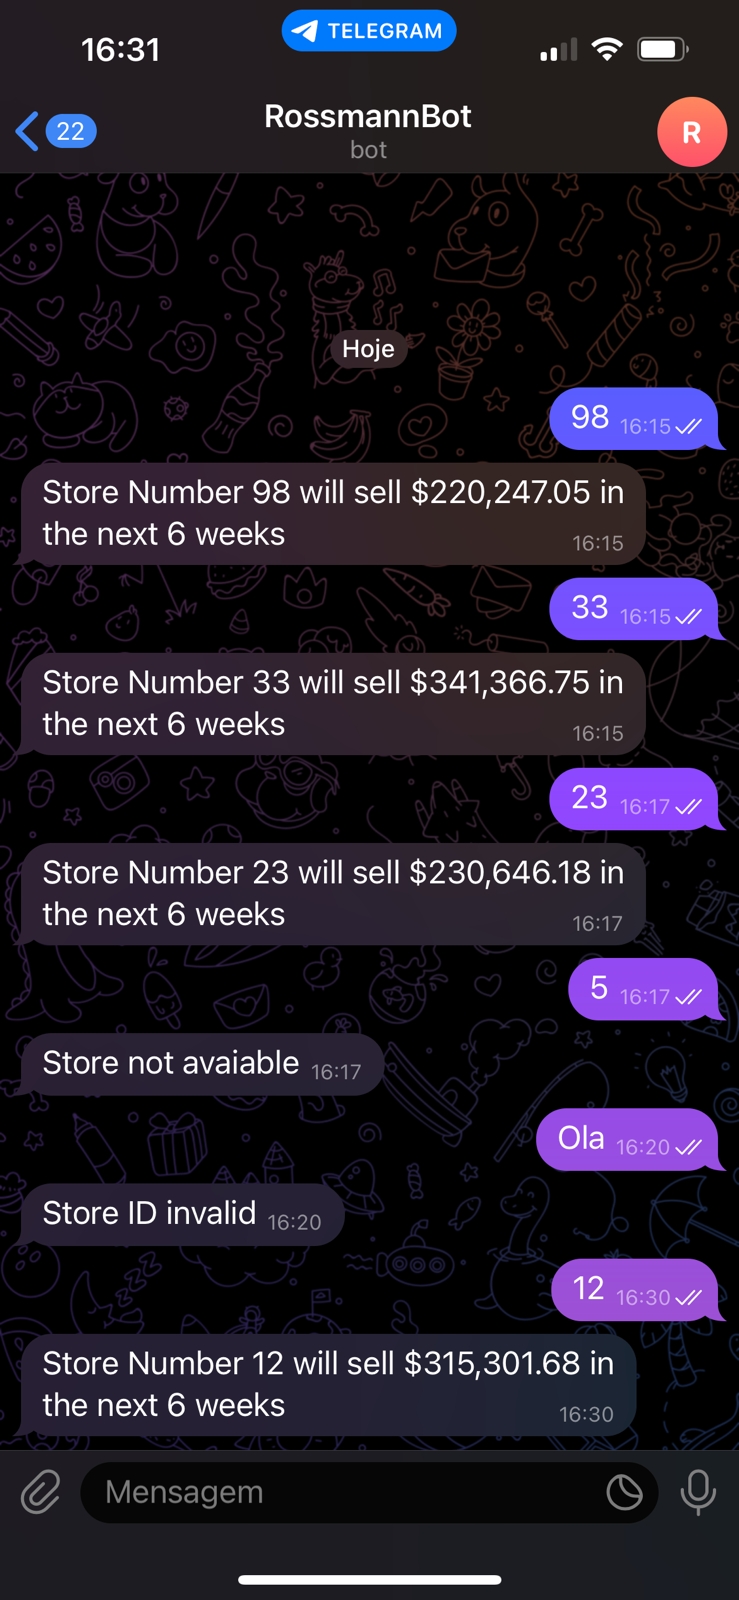 16:31
TELEGRAM
22
RossmannBot
bot
R
Hoje
98 16:15
Store Number 98 will sell $220,247.05 in
the next 6 weeks
16:15
33 16:15
Store Number 33 will sell $341,366.75 in
the next 6 weeks
16:15
23 16:17
Store Number 23 will sell $230,646.18 in
the next 6 weeks
16:17
5 16:17
Store not avaiable 16:17
Ola 16:20
Store ID invalid 16:20
12 16:30
Store Number 12 will sell $315,301.68 in
the next 6 weeks
16:30
Mensagem